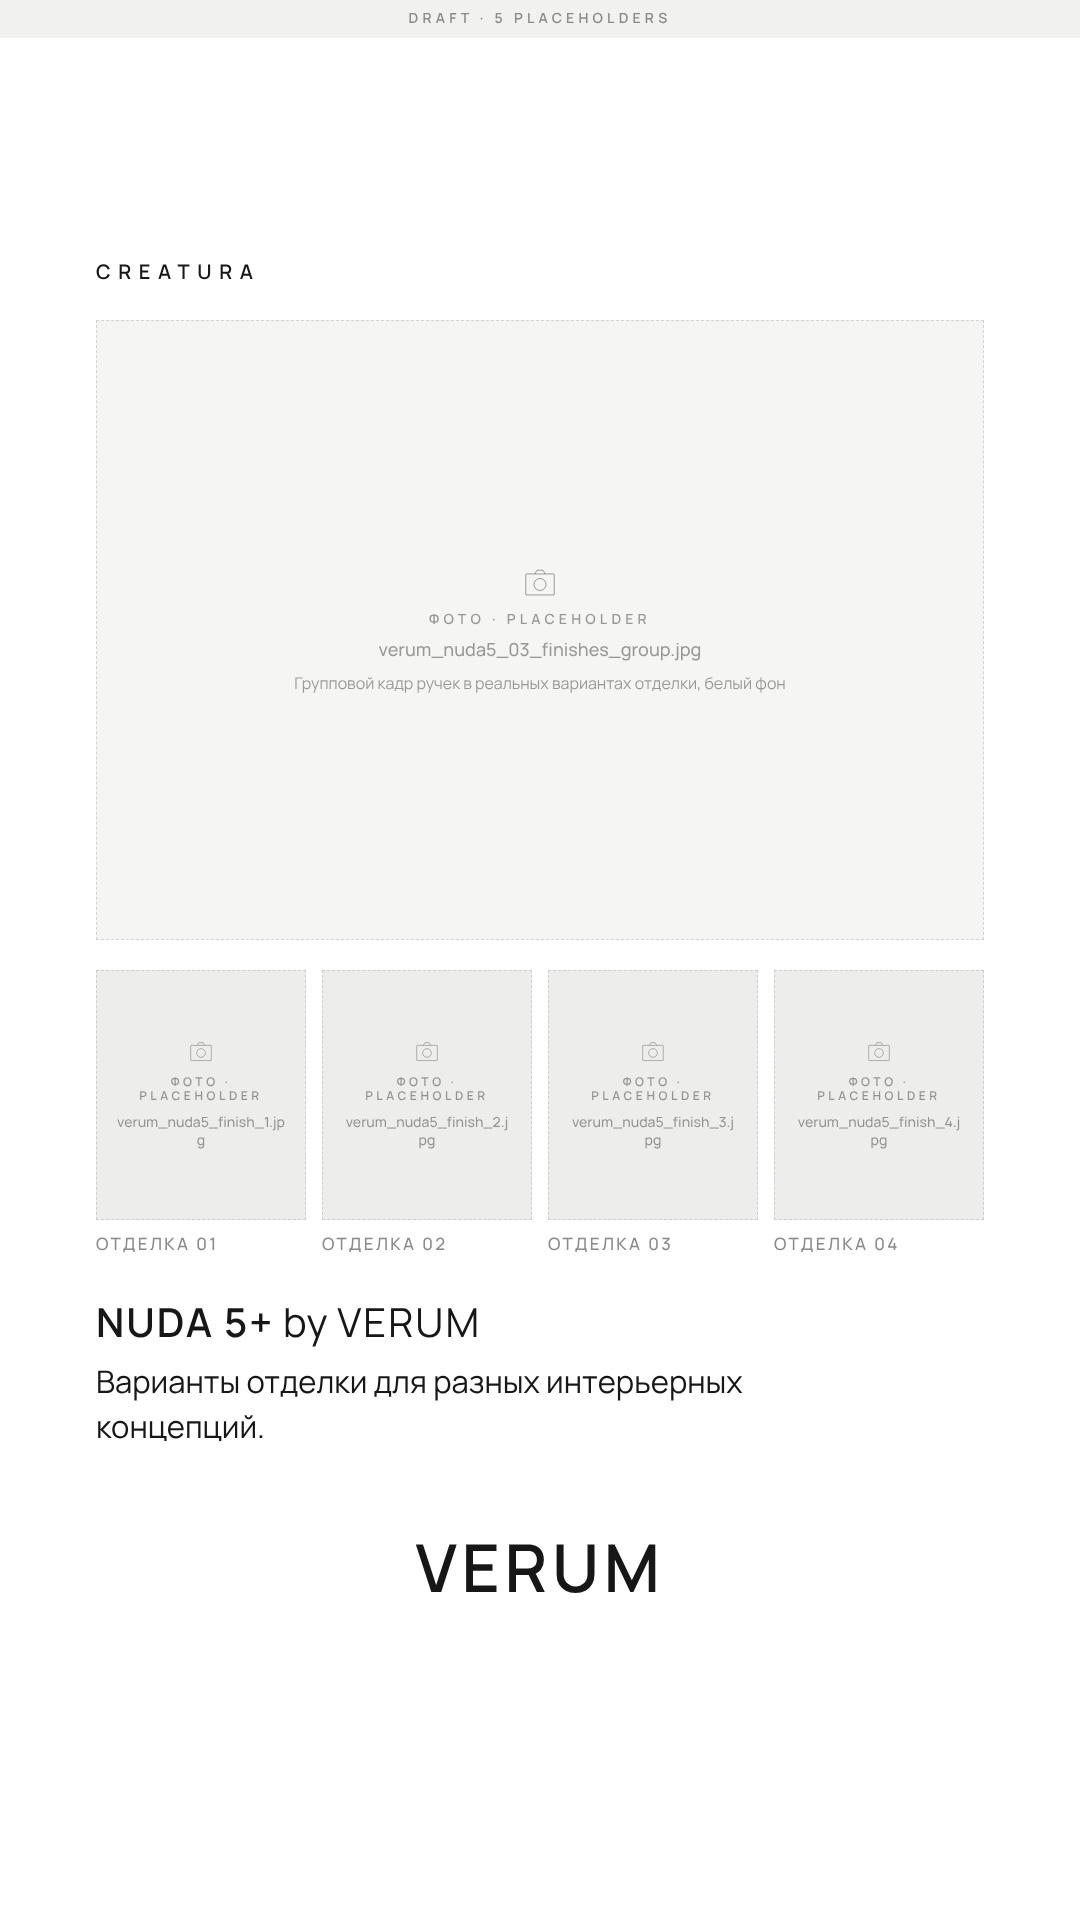 DRAFT · 5 PLACEHOLDERS
CREATURA
ФОТО · PLACEHOLDER
verum_nuda5_03_finishes_group.jpg
Групповой кадр ручек в реальных вариантах отделки, белый фон
ФОТО ·
PLACEHOLDER
verum_nuda5_finish_1.jp
g
ФОТО ·
PLACEHOLDER
verum_nuda5_finish_2.j
pg
ФОТО ·
PLACEHOLDER
verum_nuda5_finish_3.j
pg
ФОТО ·
PLACEHOLDER
verum_nuda5_finish_4.j
pg
ОТДЕЛКА 01
ОТДЕЛКА 02
ОТДЕЛКА 03
ОТДЕЛКА 04
NUDA 5+ by VERUM
Варианты отделки для разных интерьерных
концепций.
VERUM